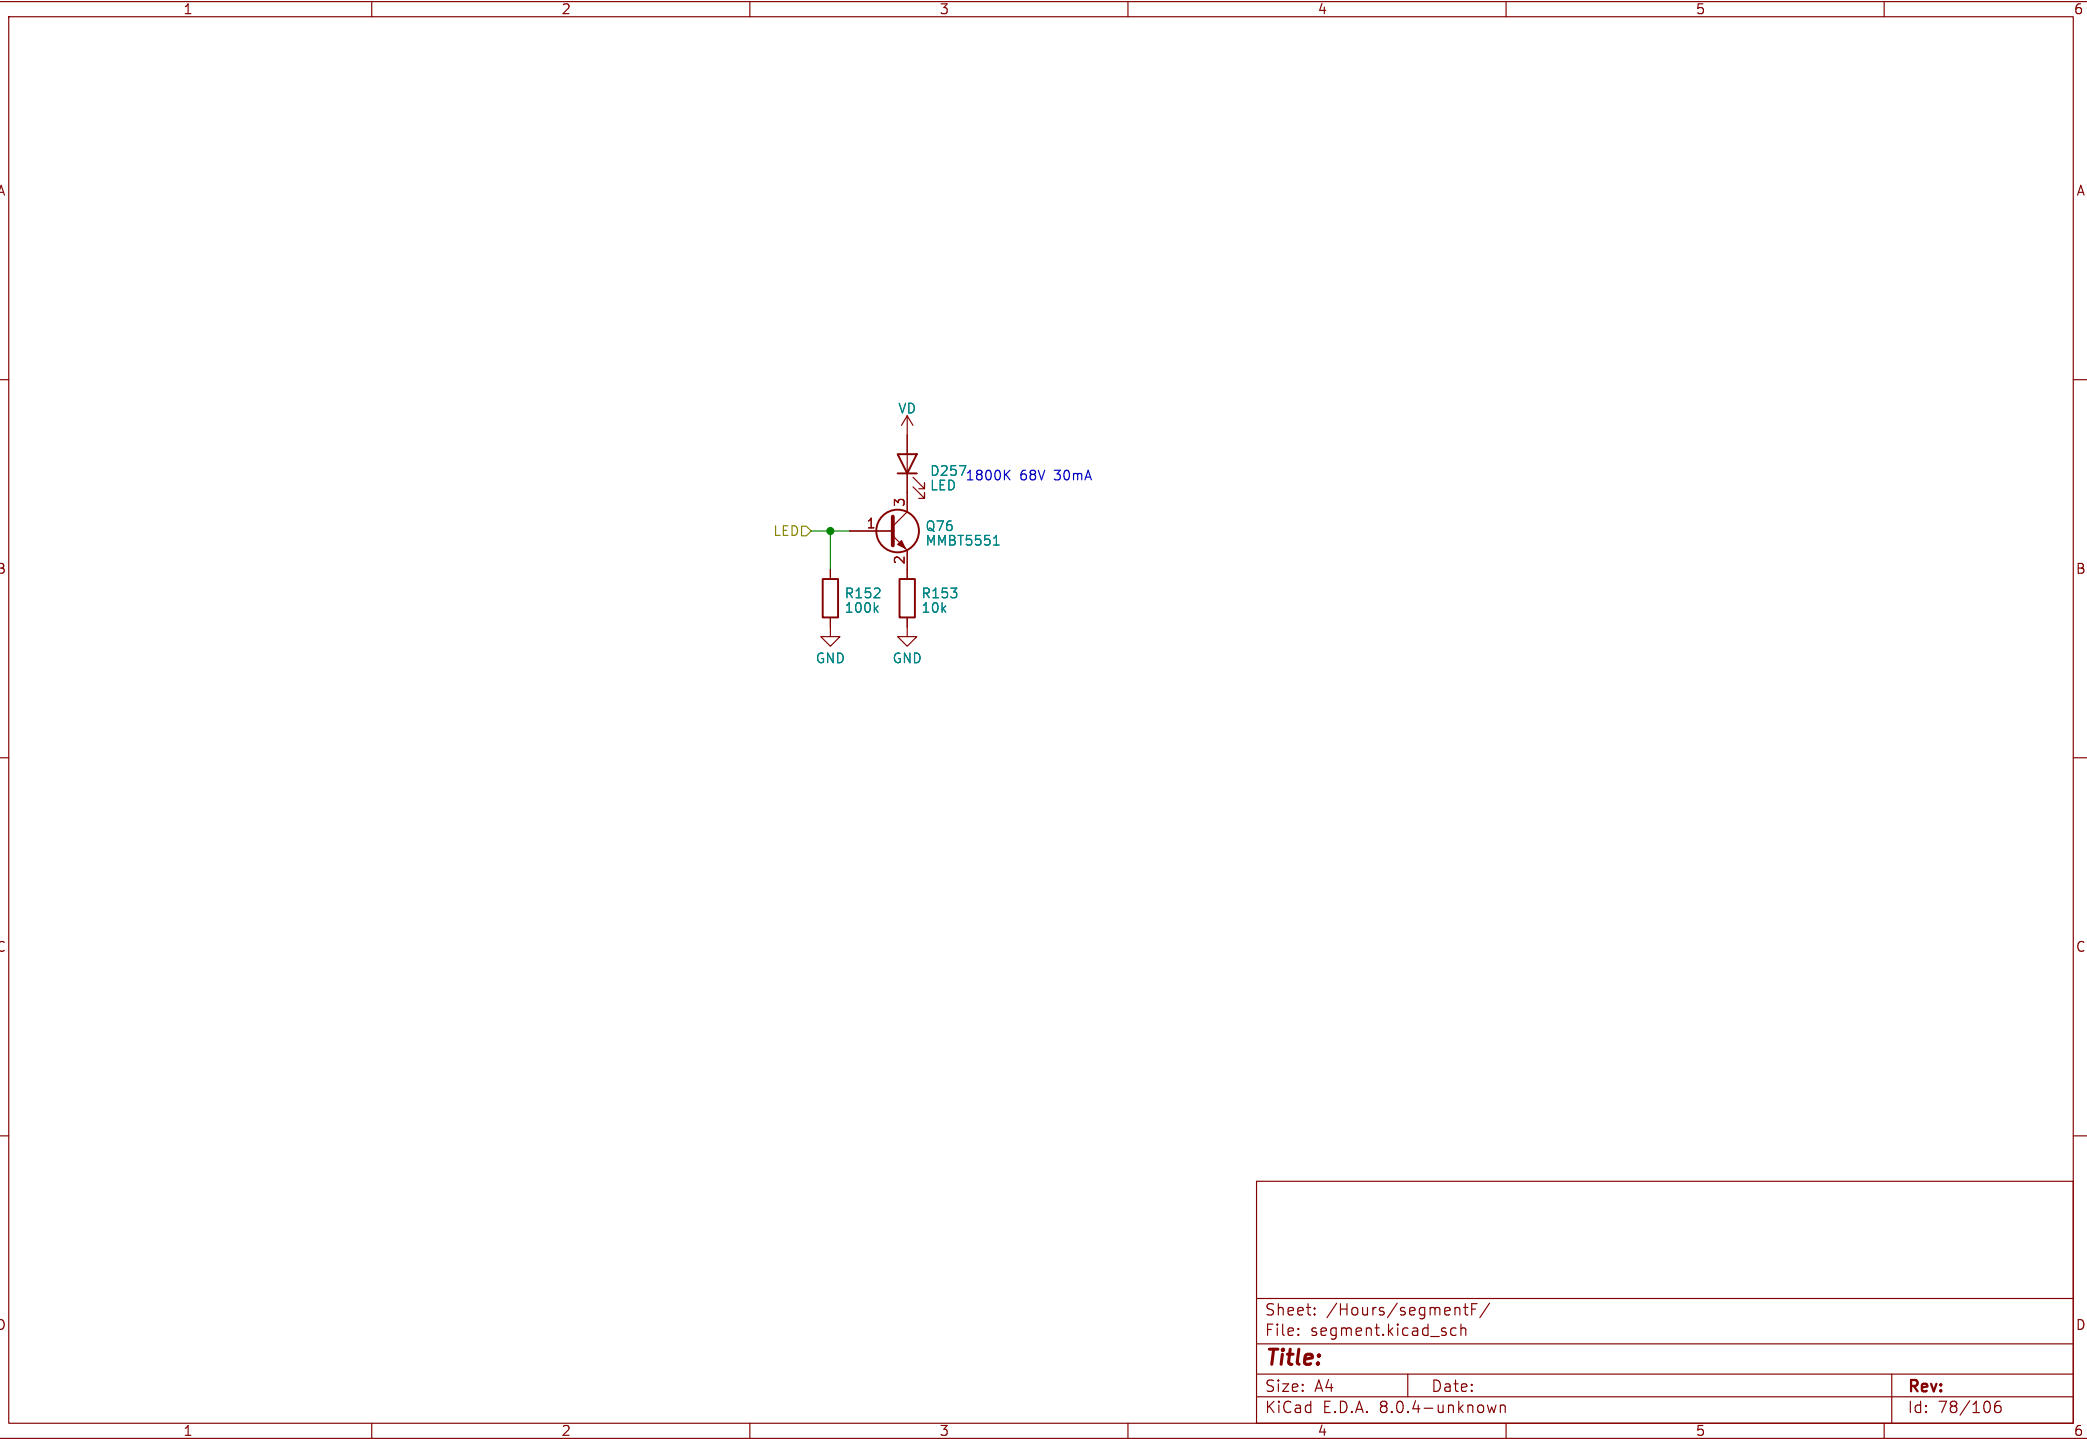 1 2 3 4 5 6
A A
VD
D257
LED
1800K 68V 30mA
3
LED
1
Q76
MMBT5551
2
B B
R152
100k
R153
10k
GND GND
C C
Sheet: /Hours/segmentF/
File: segment.kicad_sch
D D
Title:
Size: A4 Date: Rev:
KiCad E.D.A. 8.0.4-unknown Id: 78/106
1 2 3 4 5 6